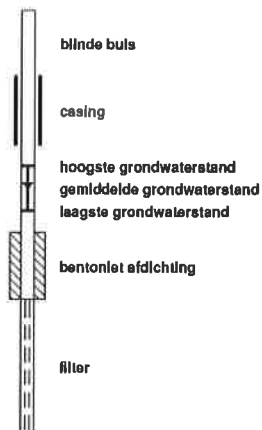 blinde buis
casing
hoogste grondwaterstand
gemiddelde grondwaterstand
laagste grondwaterstand
bentoniet afdichting
filter